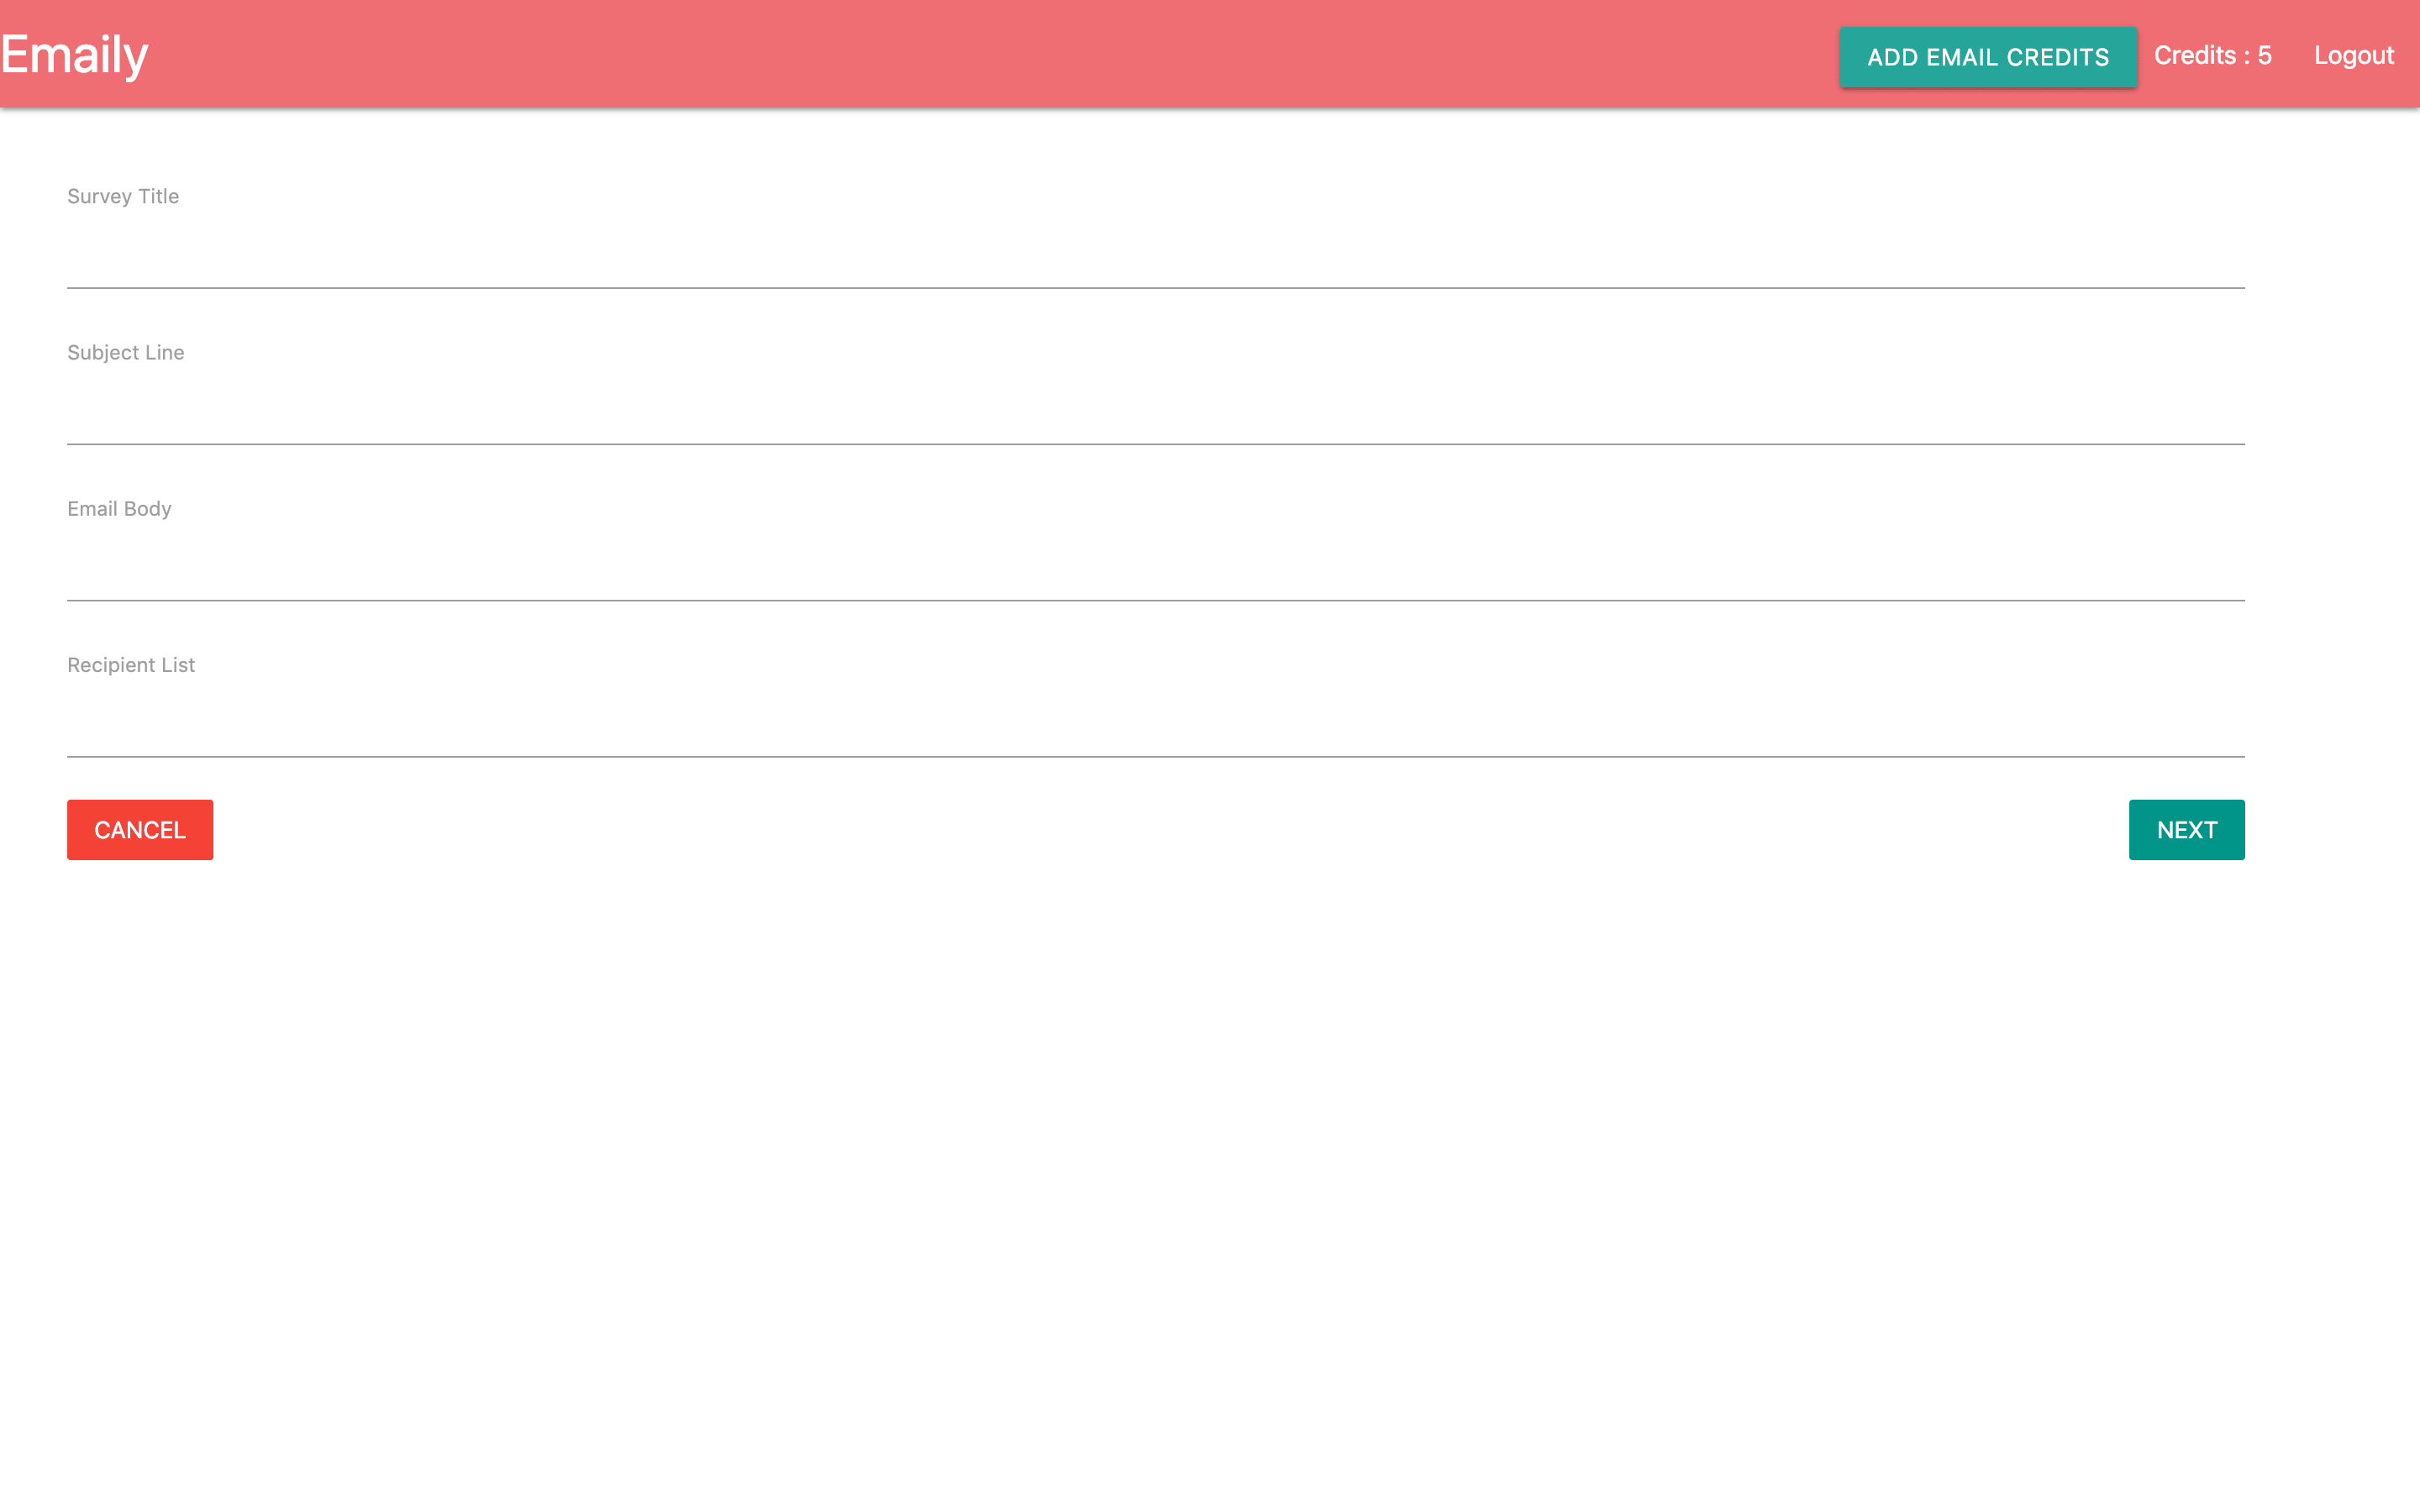 Emaily
ADD EMAIL CREDITS
Credits : 5
Logout
Survey Title
Subject Line
Email Body
Recipient List
CANCEL
NEXT